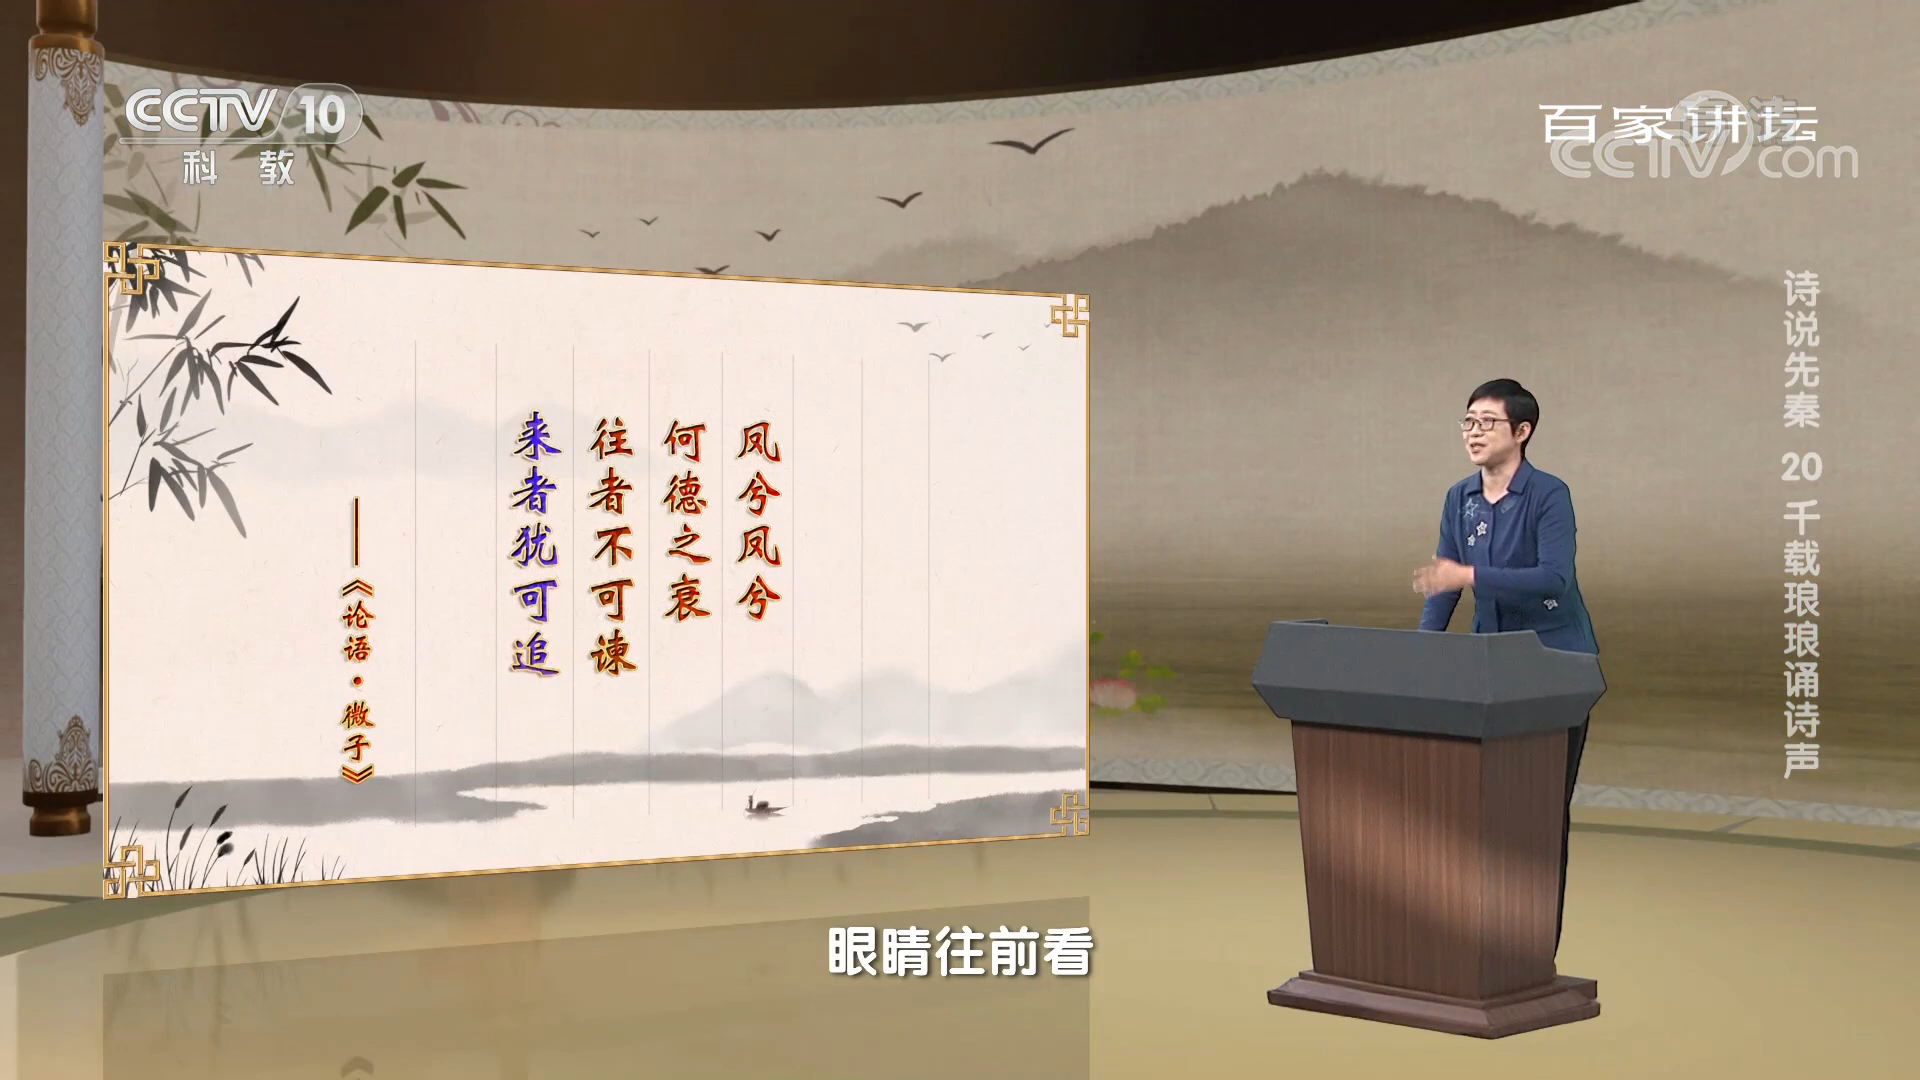 CCTV 10
科 教
百家讲坛
CCTV.com
凤兮凤兮
何德之衰
往者不可谏
来者犹可追
——《论语·微子》
诗说先秦 20 千载琅琅诵诗声
眼睛往前看